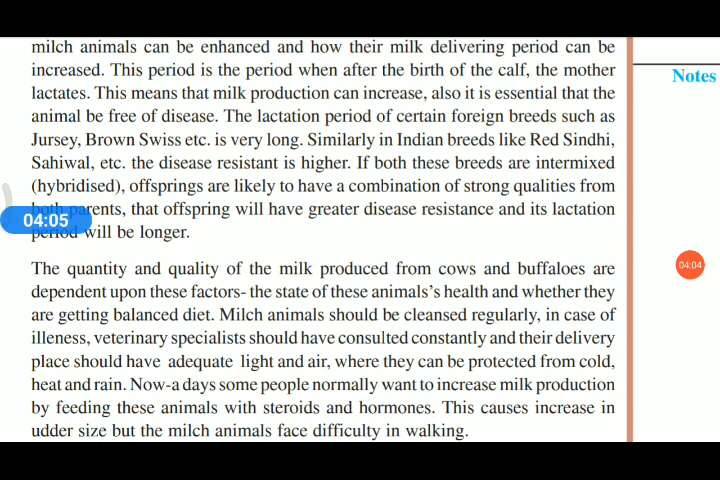 milch animals can be enhanced and how their milk delivering period can be
increased. This period is the period when after the birth of the calf, the mother
lactates. This means that milk production can increase, also it is essential that the
animal be free of disease. The lactation period of certain foreign breeds such as
Jursey, Brown Swiss etc. is very long. Similarly in Indian breeds like Red Sindhi,
Sahiwal, etc. the disease resistant is higher. If both these breeds are intermixed
(hybridised), offsprings are likely to have a combination of strong qualities from
both parents, that offspring will have greater disease resistance and its lactation
period will be longer.
The quantity and quality of the milk produced from cows and buffaloes are
dependent upon these factors- the state of these animals's health and whether they
are getting balanced diet. Milch animals should be cleansed regularly, in case of
illeness, veterinary specialists should have consulted constantly and their delivery
place should have adequate light and air, where they can be protected from cold,
heat and rain. Now-a days some people normally want to increase milk production
by feeding these animals with steroids and hormones. This causes increase in
udder size but the milch animals face difficulty in walking.
Notes
04:05
04:04